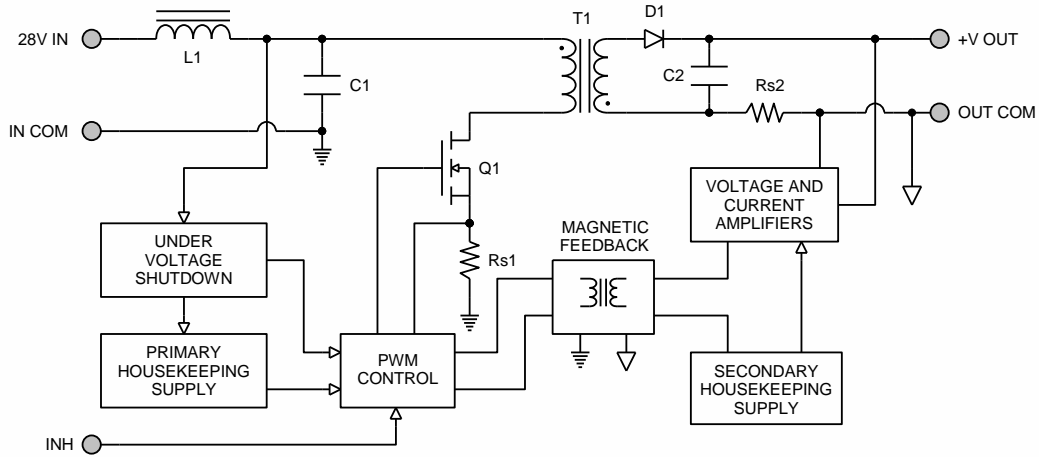 T1
D1
28V IN
+V OUT
L1
C1
C2
Rs2
IN COM
OUT COM
Q1
VOLTAGE AND
CURRENT
AMPLIFIERS
UNDER
VOLTAGE
SHUTDOWN
MAGNETIC
FEEDBACK
Rs1
PRIMARY
HOUSEKEEPING
SUPPLY
PWM
CONTROL
SECONDARY
HOUSEKEEPING
SUPPLY
INH